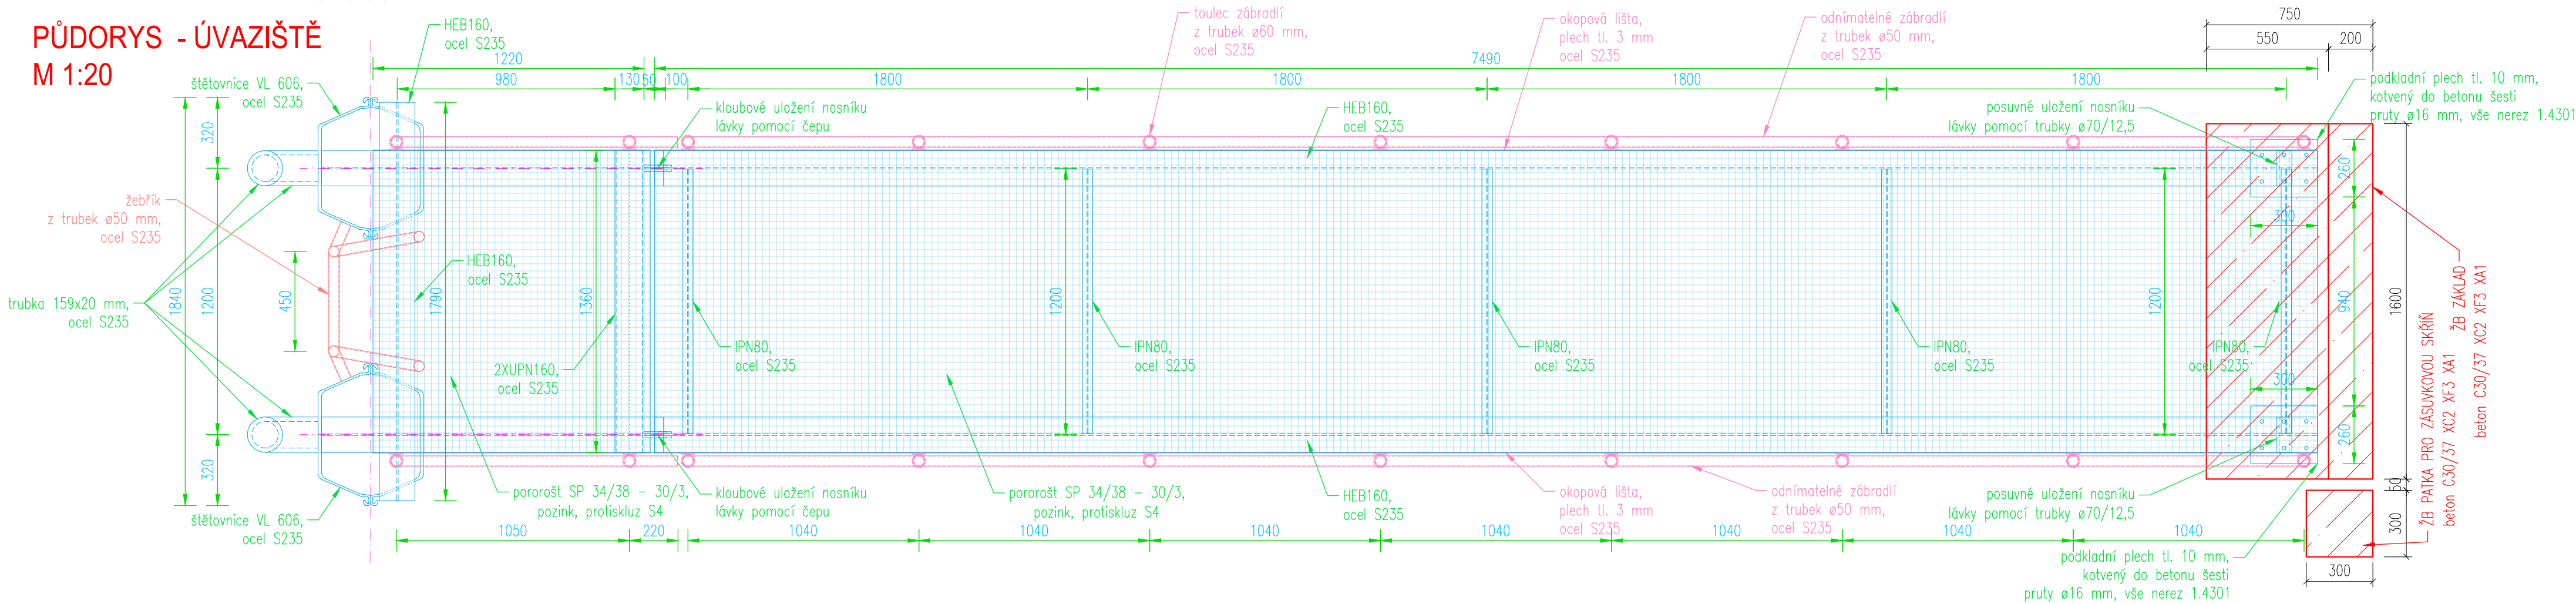 PŮDORYS - ÚVAZIŠTĚ
M 1:20
HEB160,
ocel S235
toulec zábradlí
z trubek ø60 mm,
ocel S235
okopová lišta,
plech tl. 3 mm
ocel S235
odnímatelné zábradlí
z trubek ø50 mm,
ocel S235
750
550
200
1220
7490
980
130
50
100
1800
1800
1800
1800
štětovnice VL 606,
ocel S235
kloubové uložení nosníku
lávky pomocí čepu
HEB160,
ocel S235
posuvné uložení nosníku
lávky pomocí trubky ø70/12,5
podkladní plech tl. 10 mm,
kotvený do betonu šesti
pruty ø16 mm, vše nerez 1.4301
320
260
300
žebřík
z trubek ø50 mm,
ocel S235
HEB160,
ocel S235
trubka 159x20 mm,
ocel S235
1840
1200
450
1790
1360
1200
1200
940
1600
2XUPN160,
ocel S235
IPN80,
ocel S235
IPN80,
ocel S235
IPN80,
ocel S235
IPN80,
ocel S235
IPN80,
ocel S235
ŽB ZÁKLAD
beton C30/37 XC2 XF3 XA1
ŽB PATKA PRO ZÁSUVKOVOU SKŘÍŇ
beton C30/37 XC2 XF3 XA1
300
260
320
štětovnice VL 606,
ocel S235
pororošt SP 34/38 - 30/3,
pozink, protiskluz S4
kloubové uložení nosníku
lávky pomocí čepu
pororošt SP 34/38 - 30/3,
pozink, protiskluz S4
HEB160,
ocel S235
okopová lišta,
plech tl. 3 mm
ocel S235
odnímatelné zábradlí
z trubek ø50 mm,
ocel S235
posuvné uložení nosníku
lávky pomocí trubky ø70/12,5
50
300
1050
220
1040
1040
1040
1040
1040
1040
1040
podkladní plech tl. 10 mm,
kotvený do betonu šesti
pruty ø16 mm, vše nerez 1.4301
300